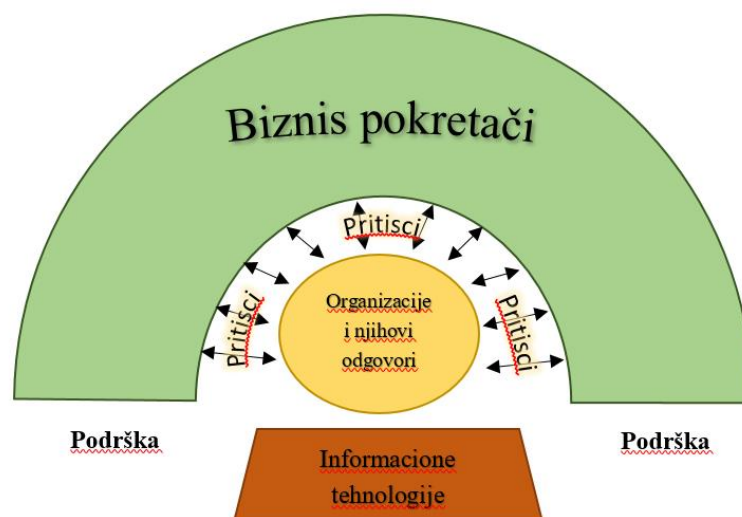 Biznis pokretači
Pritisci
Pritisci
Pritisci
Organizacije
i njihovi
odgovori
Podrška
Podrška
Informacione
tehnologije